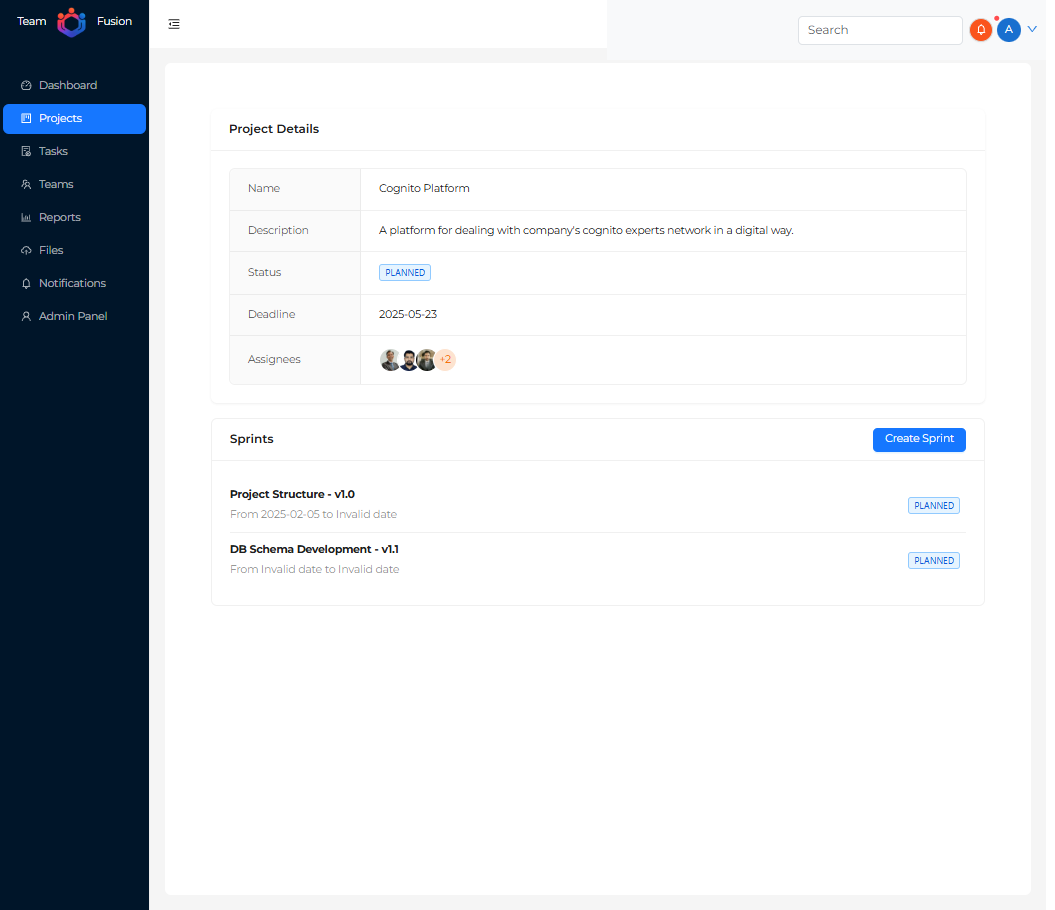 Team Fusion
Search
A
Dashboard
Projects
Tasks
Teams
Reports
Files
Notifications
Admin Panel
Project Details
Name Cognito Platform
Description A platform for dealing with company's cognito experts network in a digital way.
Status PLANNED
Deadline 2025-05-23
Assignees +2
Sprints Create Sprint
Project Structure - v1.0
From 2025-02-05 to Invalid date
PLANNED
DB Schema Development - v1.1
From Invalid date to Invalid date
PLANNED